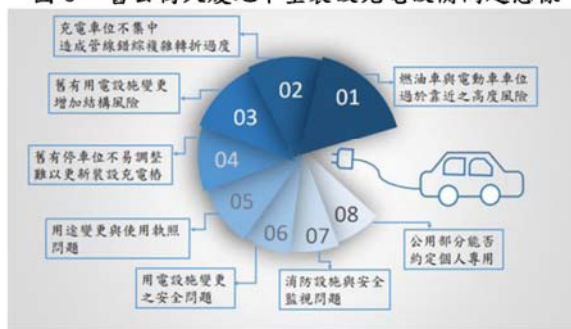 充電車位不集中
造成管線錯綜複雜轉折過度
燃油車與電動車車位
過於靠近之高度風險
舊有用電設施變更
增加結構風險
舊有停車位不易調整
難以更新裝設充電樁
用途變更與使用執照
問題
用電設施變更
之安全問題
消防設施與安全
監視問題
公用部分能否
約定個人專用
01
02
03
04
05
06
07
08